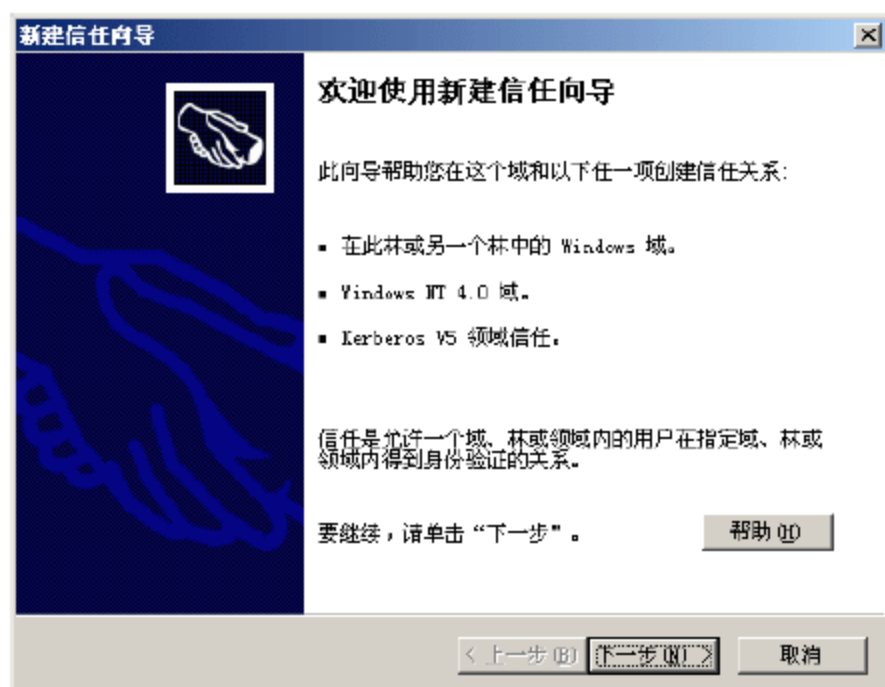 新建信任向导
欢迎使用新建信任向导
此向导帮助您在这个域和以下任一项创建信任关系:
▪ 在此林或另一个林中的 Windows 域。
▪ Windows NT 4.0 域。
▪ Kerberos V5 领域信任。
信任是允许一个域、林或领域内的用户在指定域、林或
领域内得到身份验证的关系。
要继续，请单击“下一步”。
帮助(H)
< 上一步(B)
下一步(N) >
取消